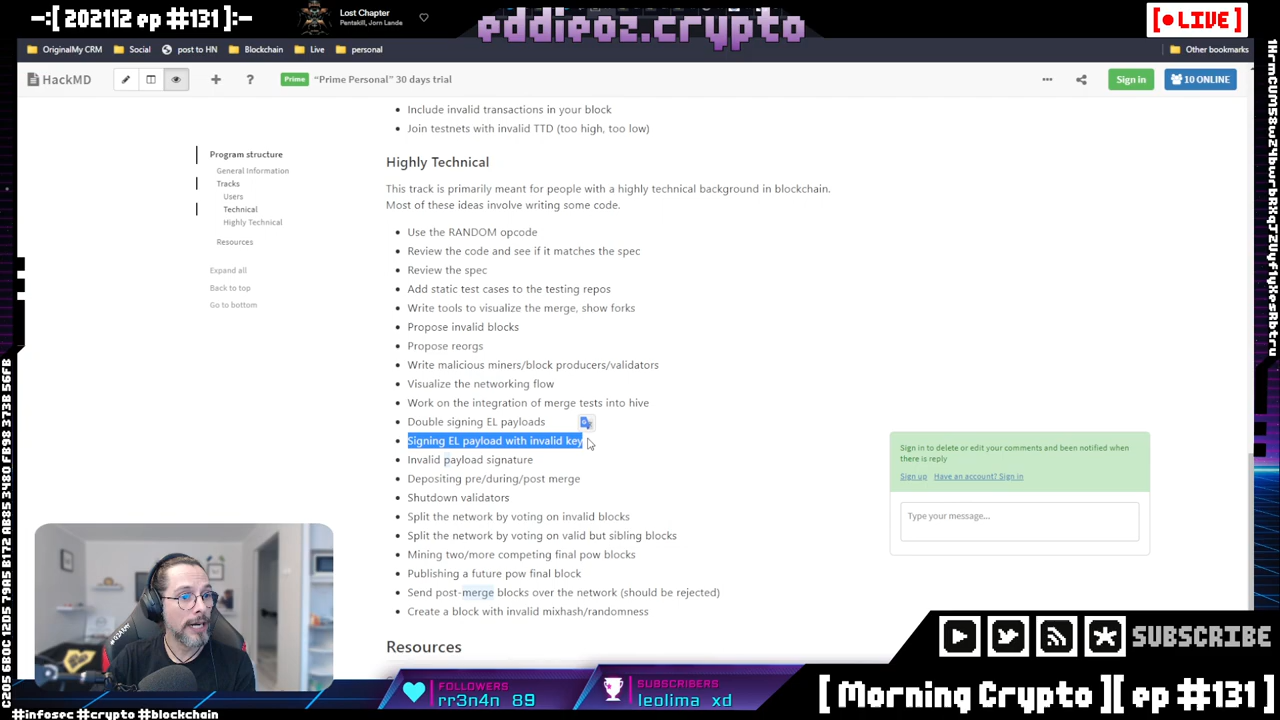 -:[ 202112 ep #131 ]:-
Lost Chapter
Pentakill, Jorn Lande
eddieoz.crypto
[ LIVE ]
OriginalMy CRM
Social
post to HN
Blockchain
Live
personal
Other bookmarks
HackMD
Prime
“Prime Personal” 30 days trial
Sign in
10 ONLINE
Program structure
General Information
Tracks
Users
Technical
Highly Technical
Resources
Expand all
Back to top
Go to bottom
Include invalid transactions in your block
Join testnets with invalid TTD (too high, too low)
Highly Technical
This track is primarily meant for people with a highly technical background in blockchain.
Most of these ideas involve writing some code.
Use the RANDOM opcode
Review the code and see if it matches the spec
Review the spec
Add static test cases to the testing repos
Write tools to visualize the merge, show forks
Propose invalid blocks
Propose reorgs
Write malicious miners/block producers/validators
Visualize the networking flow
Work on the integration of merge tests into hive
Double signing EL payloads
Signing EL payload with invalid key
Invalid payload signature
Depositing pre/during/post merge
Shutdown validators
Split the network by voting on invalid blocks
Split the network by voting on valid but sibling blocks
Mining two/more competing final pow blocks
Publishing a future pow final block
Send post-merge blocks over the network (should be rejected)
Create a block with invalid mixhash/randomness
Resources
Sign in to delete or edit your comments and been notified when
there is reply
Sign up
Have an account? Sign in
Type your message...
SUBSCRIBE
FOLLOWERS
rr3n4n 89
SUBSCRIBERS
leolima xd
[ Morning Crypto ][ ep #131 ]
#infosec #crypto #blockchain